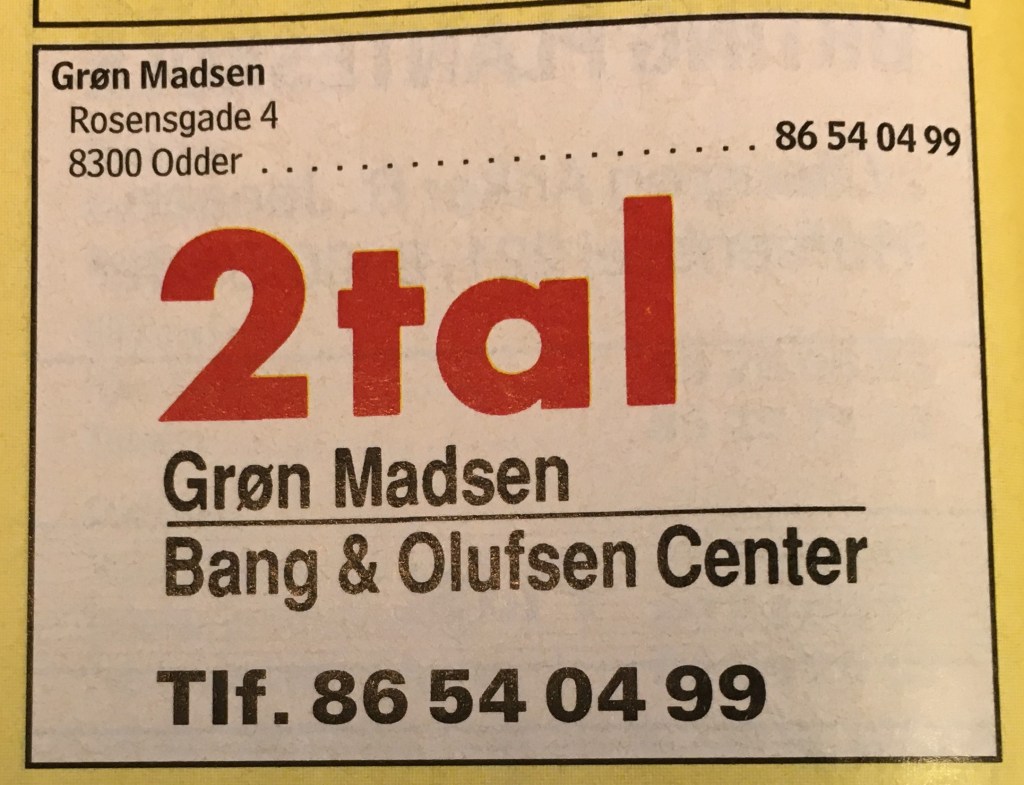 Grøn Madsen
Rosensgade 4
8300 Odder . . . . . . . . . . . . . . . . . . . . . . . . 86 54 04 99
2tal
Grøn Madsen
Bang & Olufsen Center
Tlf. 86 54 04 99